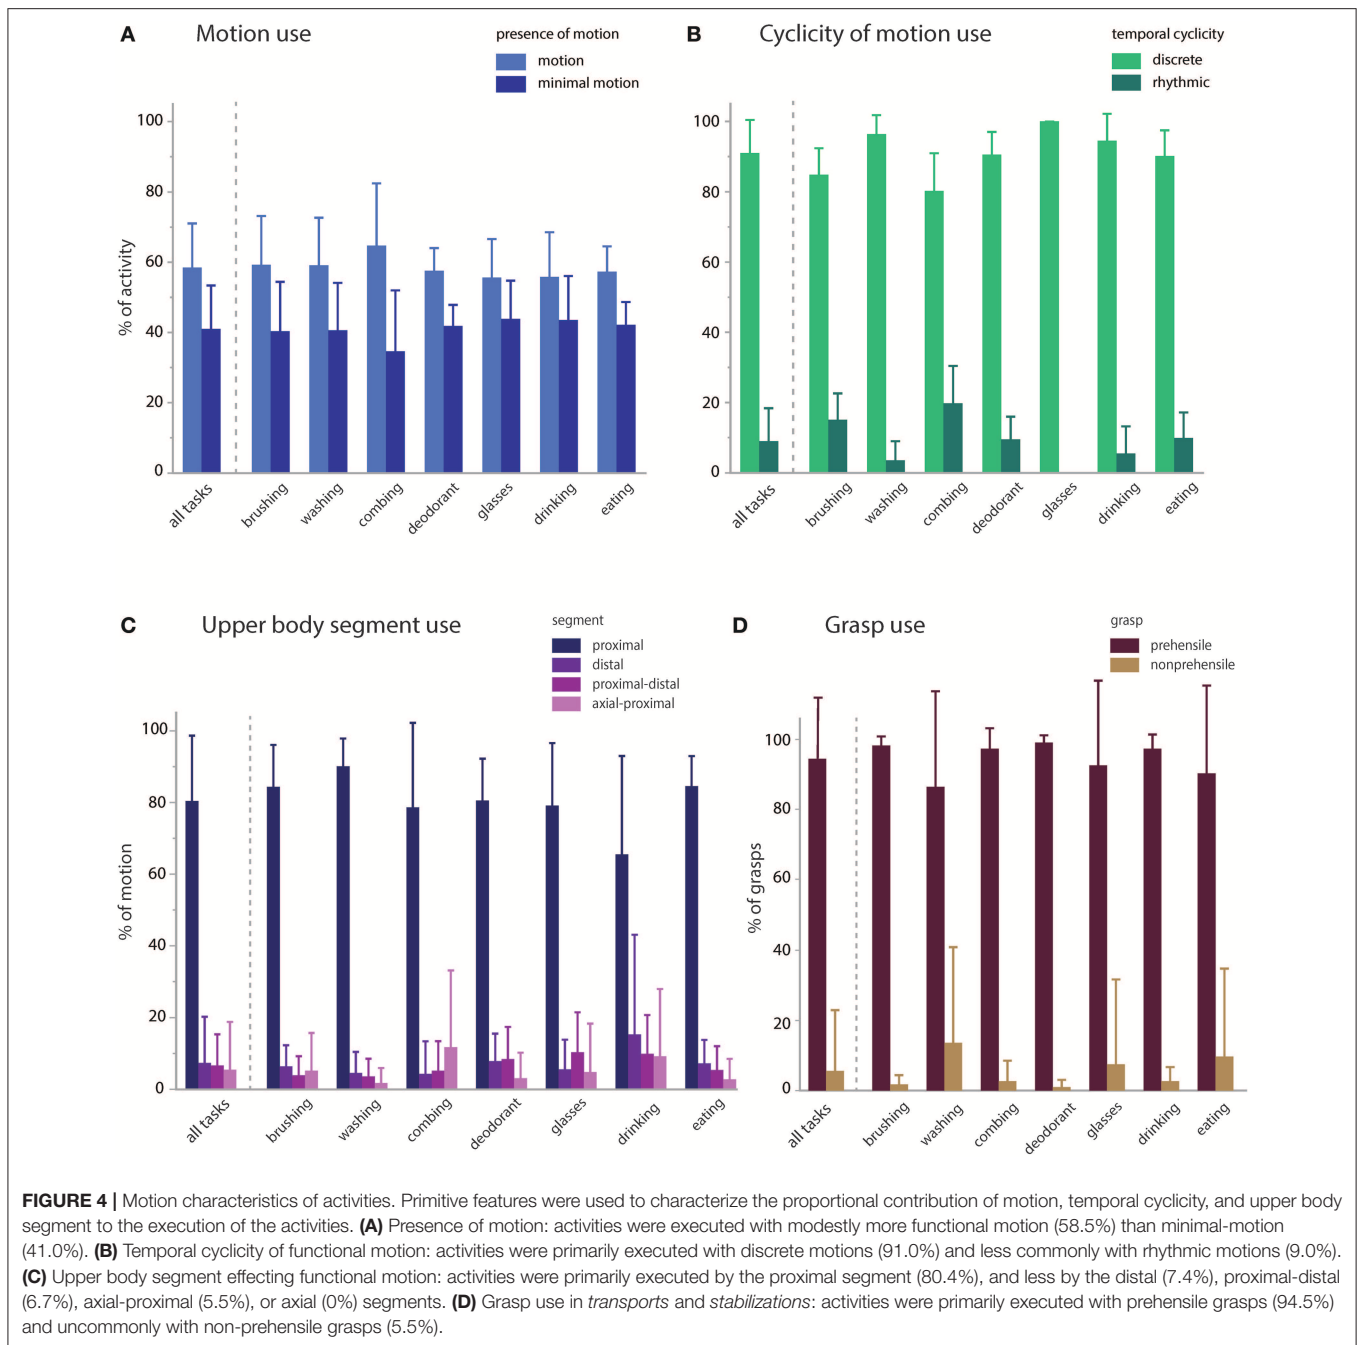 A Motion use
presence of motion
motion
minimal motion
% of activity
100
80
60
40
20
0
all tasks
brushing
washing
combing
deodorant
glasses
drinking
eating
B Cyclicity of motion use
temporal cyclicity
discrete
rhythmic
100
80
60
40
20
0
all tasks
brushing
washing
combing
deodorant
glasses
drinking
eating
C Upper body segment use
segment
proximal
distal
proximal-distal
axial-proximal
% of motion
100
80
60
40
20
0
all tasks
brushing
washing
combing
deodorant
glasses
drinking
eating
D Grasp use
grasp
prehensile
nonprehensile
% of grasps
100
80
60
40
20
0
all tasks
brushing
washing
combing
deodorant
glasses
drinking
eating
FIGURE 4 | Motion characteristics of activities. Primitive features were used to characterize the proportional contribution of motion, temporal cyclicity, and upper body
segment to the execution of the activities. (A) Presence of motion: activities were executed with modestly more functional motion (58.5%) than minimal-motion
(41.0%). (B) Temporal cyclicity of functional motion: activities were primarily executed with discrete motions (91.0%) and less commonly with rhythmic motions (9.0%).
(C) Upper body segment effecting functional motion: activities were primarily executed by the proximal segment (80.4%), and less by the distal (7.4%), proximal-distal
(6.7%), axial-proximal (5.5%), or axial (0%) segments. (D) Grasp use in transports and stabilizations: activities were primarily executed with prehensile grasps (94.5%)
and uncommonly with non-prehensile grasps (5.5%).